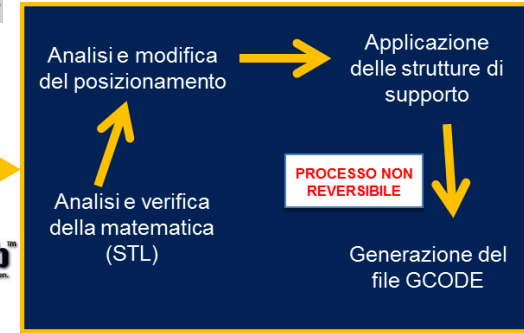 Analisi e modifica
del posizionamento
Applicazione
delle strutture di
supporto
PROCESSO NON
REVERSIBILE
Analisi e verifica
della matematica
(STL)
Generazione del
file GCODE